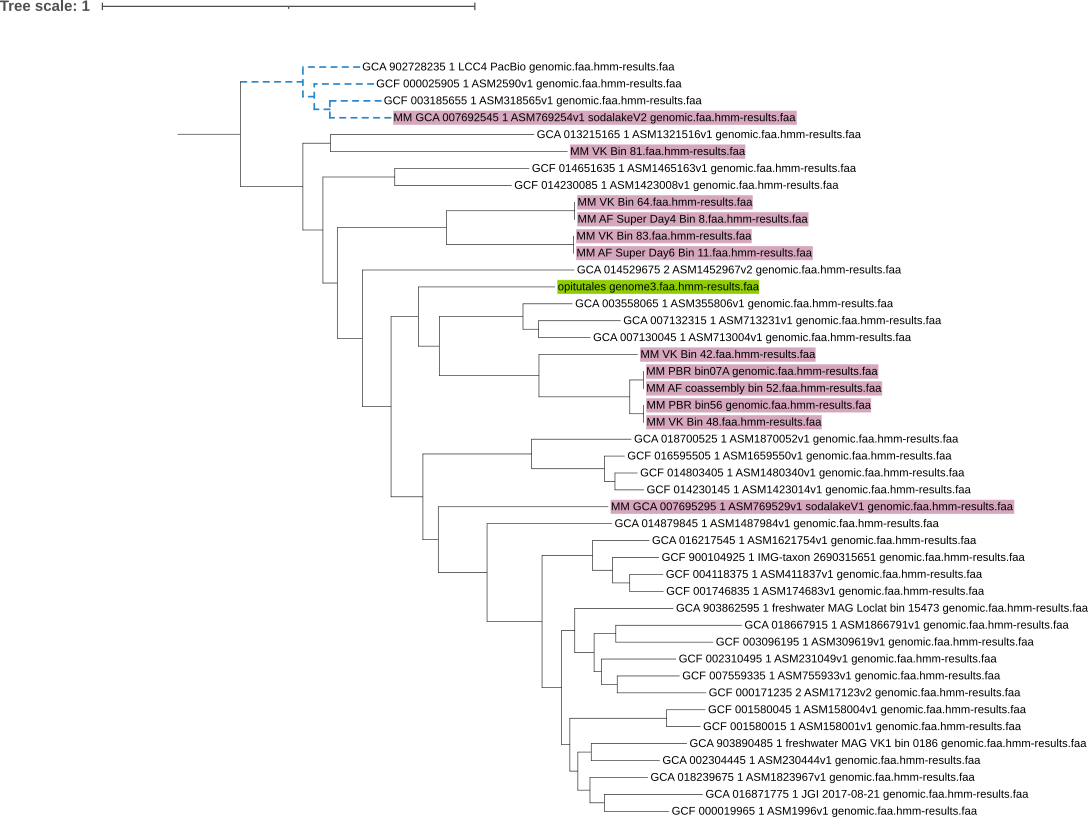 Tree scale: 1
GCA 902728235 1 LCC4 PacBio genomic.faa.hmm-results.faa
GCF 000025905 1 ASM2590v1 genomic.faa.hmm-results.faa
GCF 003185655 1 ASM318565v1 genomic.faa.hmm-results.faa
MM GCA 007692545 1 ASM769254v1 sodalakeV2 genomic.faa.hmm-results.faa
GCA 013215165 1 ASM1321516v1 genomic.faa.hmm-results.faa
MM VK Bin 81.faa.hmm-results.faa
GCF 014651635 1 ASM1465163v1 genomic.faa.hmm-results.faa
GCF 014230085 1 ASM1423008v1 genomic.faa.hmm-results.faa
MM VK Bin 64.faa.hmm-results.faa
MM AF Super Day4 Bin 8.faa.hmm-results.faa
MM VK Bin 83.faa.hmm-results.faa
MM AF Super Day6 Bin 11.faa.hmm-results.faa
GCA 014529675 2 ASM1452967v2 genomic.faa.hmm-results.faa
opitutales genome3.faa.hmm-results.faa
GCA 003558065 1 ASM355806v1 genomic.faa.hmm-results.faa
GCA 007132315 1 ASM713231v1 genomic.faa.hmm-results.faa
GCA 007130045 1 ASM713004v1 genomic.faa.hmm-results.faa
MM VK Bin 42.faa.hmm-results.faa
MM PBR bin07A genomic.faa.hmm-results.faa
MM AF coassembly bin 52.faa.hmm-results.faa
MM PBR bin56 genomic.faa.hmm-results.faa
MM VK Bin 48.faa.hmm-results.faa
GCA 018700525 1 ASM1870052v1 genomic.faa.hmm-results.faa
GCF 016595505 1 ASM1659550v1 genomic.faa.hmm-results.faa
GCF 014803405 1 ASM1480340v1 genomic.faa.hmm-results.faa
GCF 014230145 1 ASM1423014v1 genomic.faa.hmm-results.faa
MM GCA 007695295 1 ASM769529v1 sodalakeV1 genomic.faa.hmm-results.faa
GCA 014879845 1 ASM1487984v1 genomic.faa.hmm-results.faa
GCA 016217545 1 ASM1621754v1 genomic.faa.hmm-results.faa
GCF 900104925 1 IMG-taxon 2690315651 genomic.faa.hmm-results.faa
GCF 004118375 1 ASM411837v1 genomic.faa.hmm-results.faa
GCF 001746835 1 ASM174683v1 genomic.faa.hmm-results.faa
GCA 903862595 1 freshwater MAG Loclat bin 15473 genomic.faa.hmm-results.faa
GCA 018667915 1 ASM1866791v1 genomic.faa.hmm-results.faa
GCF 003096195 1 ASM309619v1 genomic.faa.hmm-results.faa
GCF 002310495 1 ASM231049v1 genomic.faa.hmm-results.faa
GCF 007559335 1 ASM755933v1 genomic.faa.hmm-results.faa
GCF 000171235 2 ASM17123v2 genomic.faa.hmm-results.faa
GCF 001580045 1 ASM158004v1 genomic.faa.hmm-results.faa
GCF 001580015 1 ASM158001v1 genomic.faa.hmm-results.faa
GCA 903890485 1 freshwater MAG VK1 bin 0186 genomic.faa.hmm-results.faa
GCA 002304445 1 ASM230444v1 genomic.faa.hmm-results.faa
GCA 018239675 1 ASM1823967v1 genomic.faa.hmm-results.faa
GCA 016871775 1 JGI 2017-08-21 genomic.faa.hmm-results.faa
GCF 000019965 1 ASM1996v1 genomic.faa.hmm-results.faa